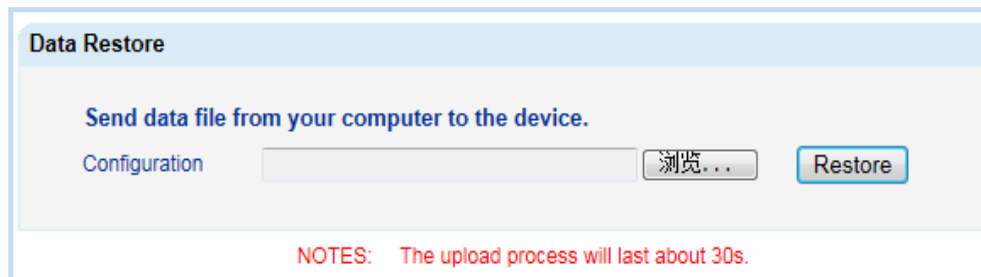 Data Restore
Send data file from your computer to the device.
Configuration 浏览... Restore
NOTES: The upload process will last about 30s.